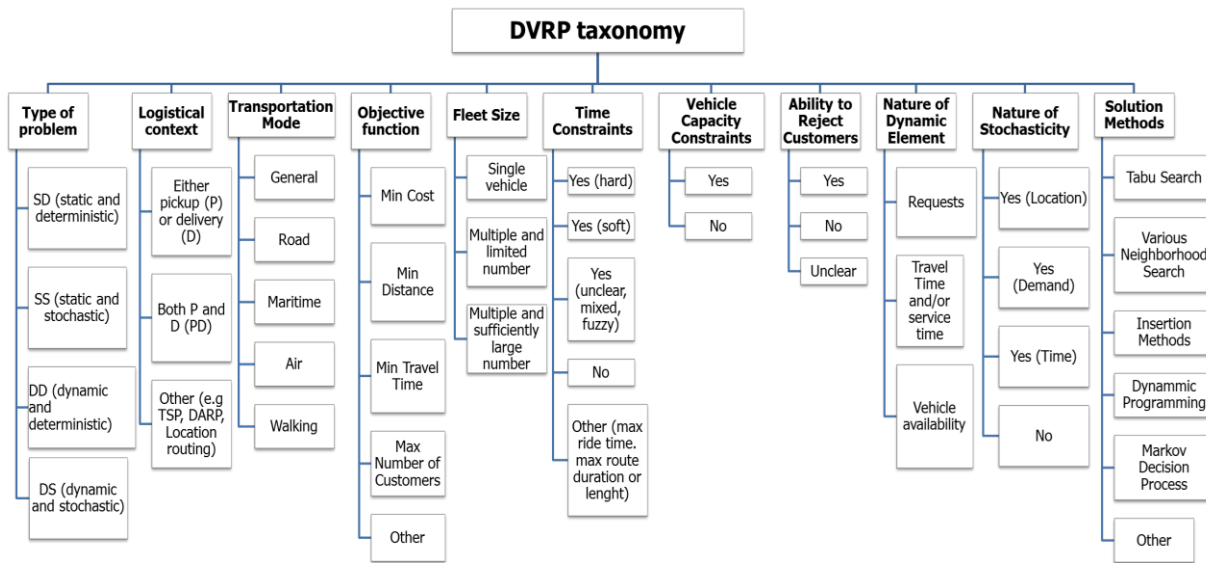 DVRP taxonomy
Type of
problem
SD (static and
deterministic)
SS (static and
stochastic)
DD (dynamic
and
deterministic)
DS (dynamic
and stochastic)
Logistical
context
Either
pickup (P)
or delivery
(D)
Both P and
D (PD)
Other (e.g
TSP, DARP,
Location
routing)
Transportation
Mode
General
Road
Maritime
Air
Walking
Objective
function
Min Cost
Min
Distance
Min Travel
Time
Max
Number of
Customers
Other
Fleet Size
Single
vehicle
Multiple and
limited
number
Multiple and
sufficiently
large
number
Time
Constraints
Yes (hard)
Yes (soft)
Yes
(unclear,
mixed,
fuzzy)
No
Other (max
ride time.
max route
duration or
lenght)
Vehicle
Capacity
Constraints
Yes
No
Ability to
Reject
Customers
Yes
No
Unclear
Nature of
Dynamic
Element
Requests
Travel
Time
and/or
service
time
Vehicle
availability
Nature of
Stochasticity
Yes (Location)
Yes
(Demand)
Yes (Time)
No
Solution
Methods
Tabu Search
Various
Neighborhood
Search
Insertion
Methods
Dynammic
Programming
Markov
Decision
Process
Other